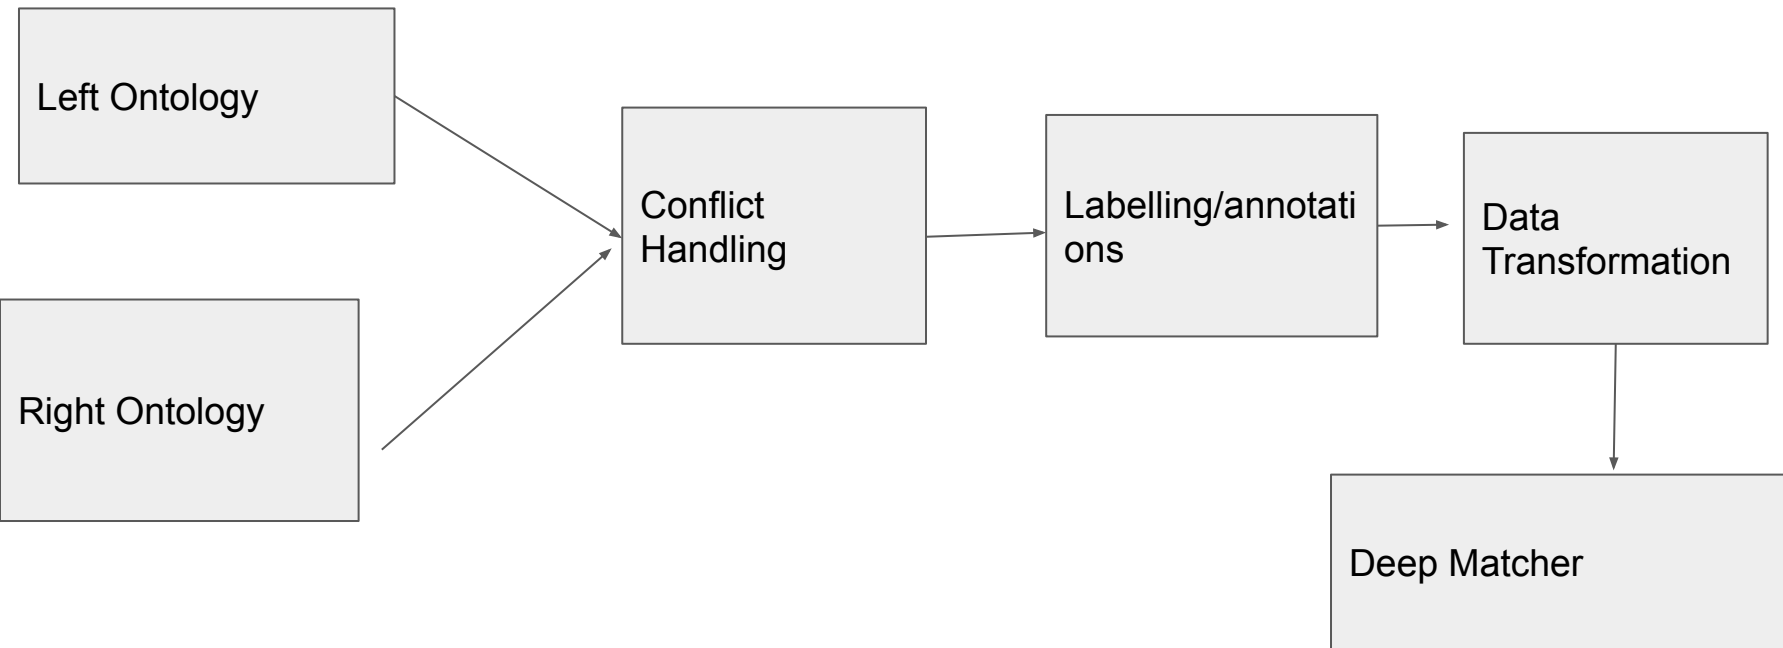 Left Ontology
Right Ontology
Conflict
Handling
Labelling/annotati
ons
Data
Transformation
Deep Matcher